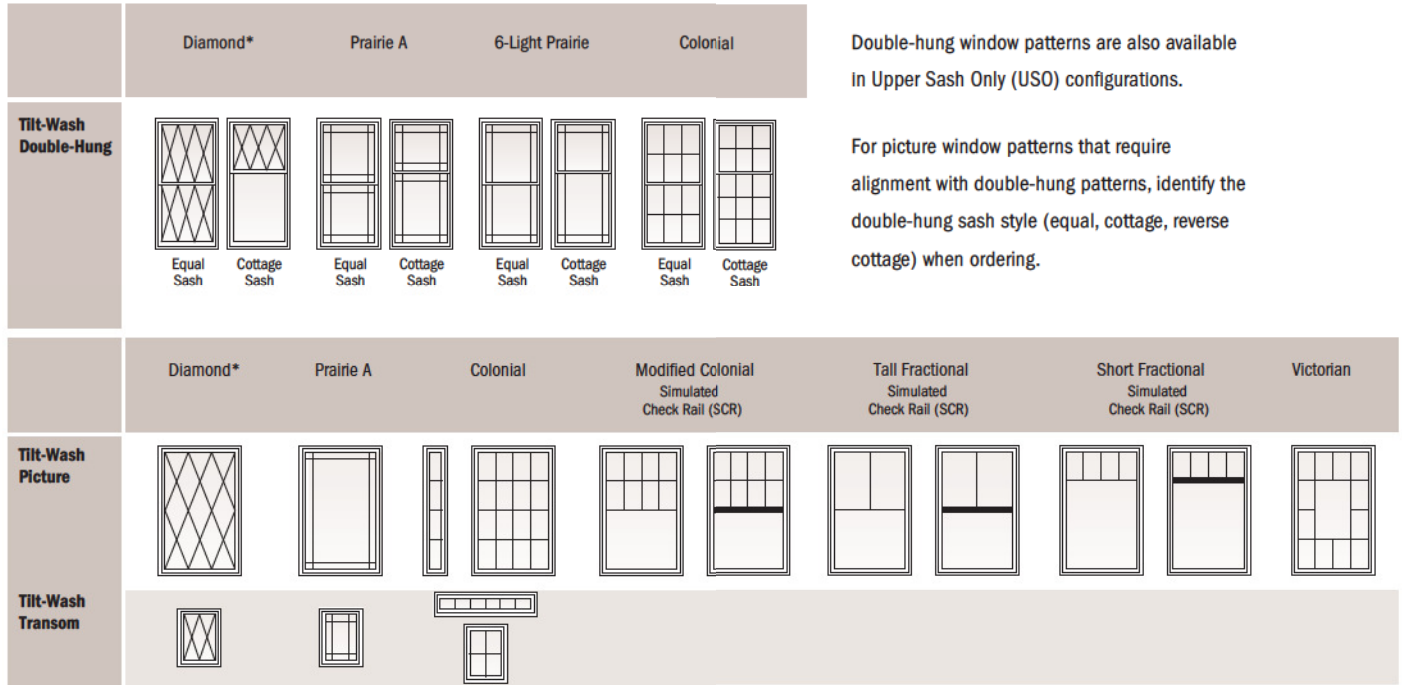 Diamond* Prairie A 6-Light Prairie Colonial
Tilt-Wash
Double-Hung
Equal
Sash
Cottage
Sash
Equal
Sash
Cottage
Sash
Equal
Sash
Cottage
Sash
Equal
Sash
Cottage
Sash
Double-hung window patterns are also available
in Upper Sash Only (USO) configurations.
For picture window patterns that require
alignment with double-hung patterns, identify the
double-hung sash style (equal, cottage, reverse
cottage) when ordering.
Diamond* Prairie A Colonial
Modified Colonial
Simulated
Check Rail (SCR)
Tall Fractional
Simulated
Check Rail (SCR)
Short Fractional
Simulated
Check Rail (SCR)
Victorian
Tilt-Wash
Picture
Tilt-Wash
Transom